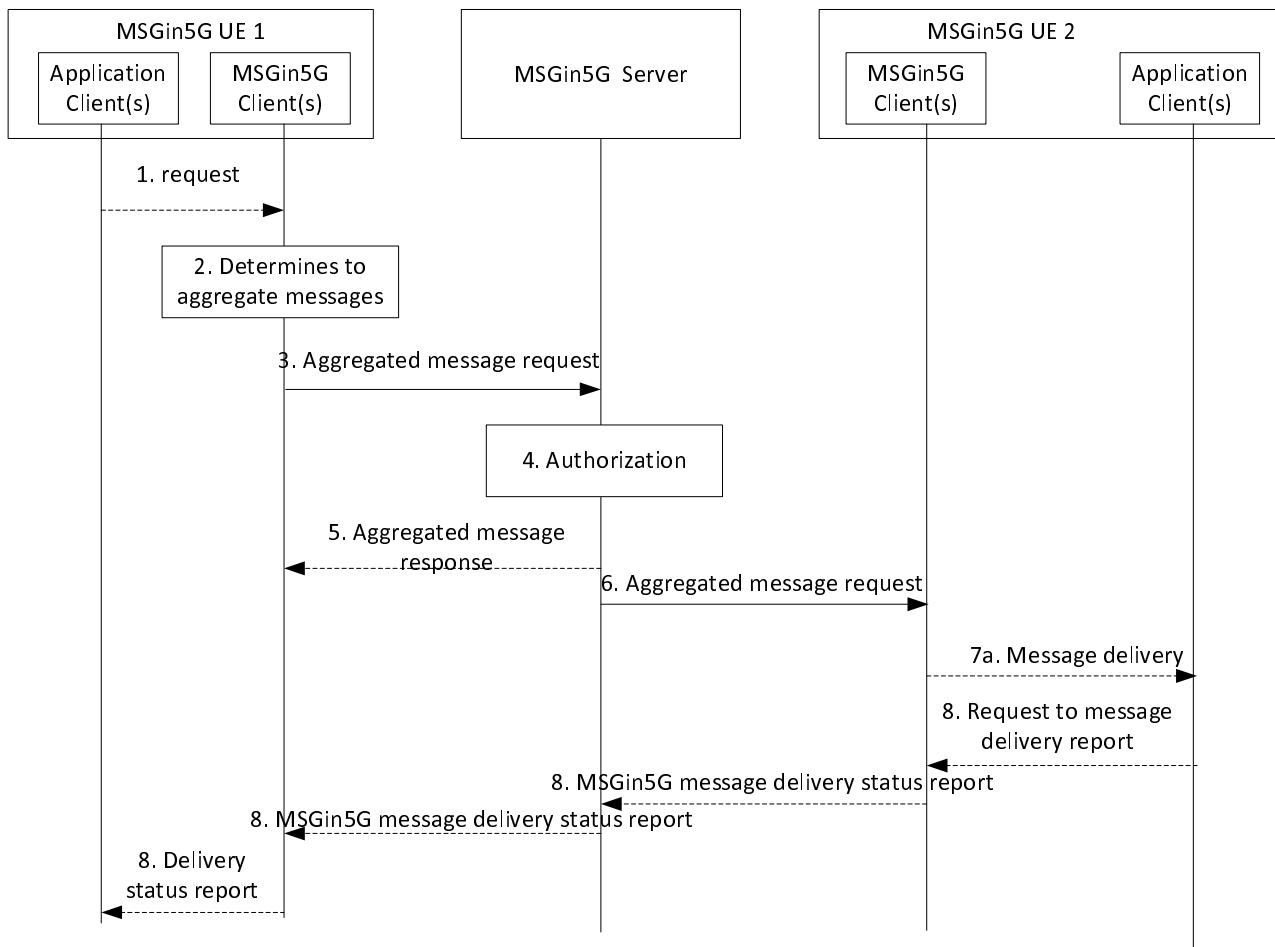 MSGin5G UE 1
Application
Client(s)
MSGin5G
Client(s)
MSGin5G Server
MSGin5G UE 2
MSGin5G
Client(s)
Application
Client(s)
1. request
2. Determines to
aggregate messages
3. Aggregated message request
4. Authorization
5. Aggregated message
response
6. Aggregated message request
7a. Message delivery
8. Request to message
delivery report
8. MSGin5G message delivery status report
8. MSGin5G message delivery status report
8. Delivery
status report